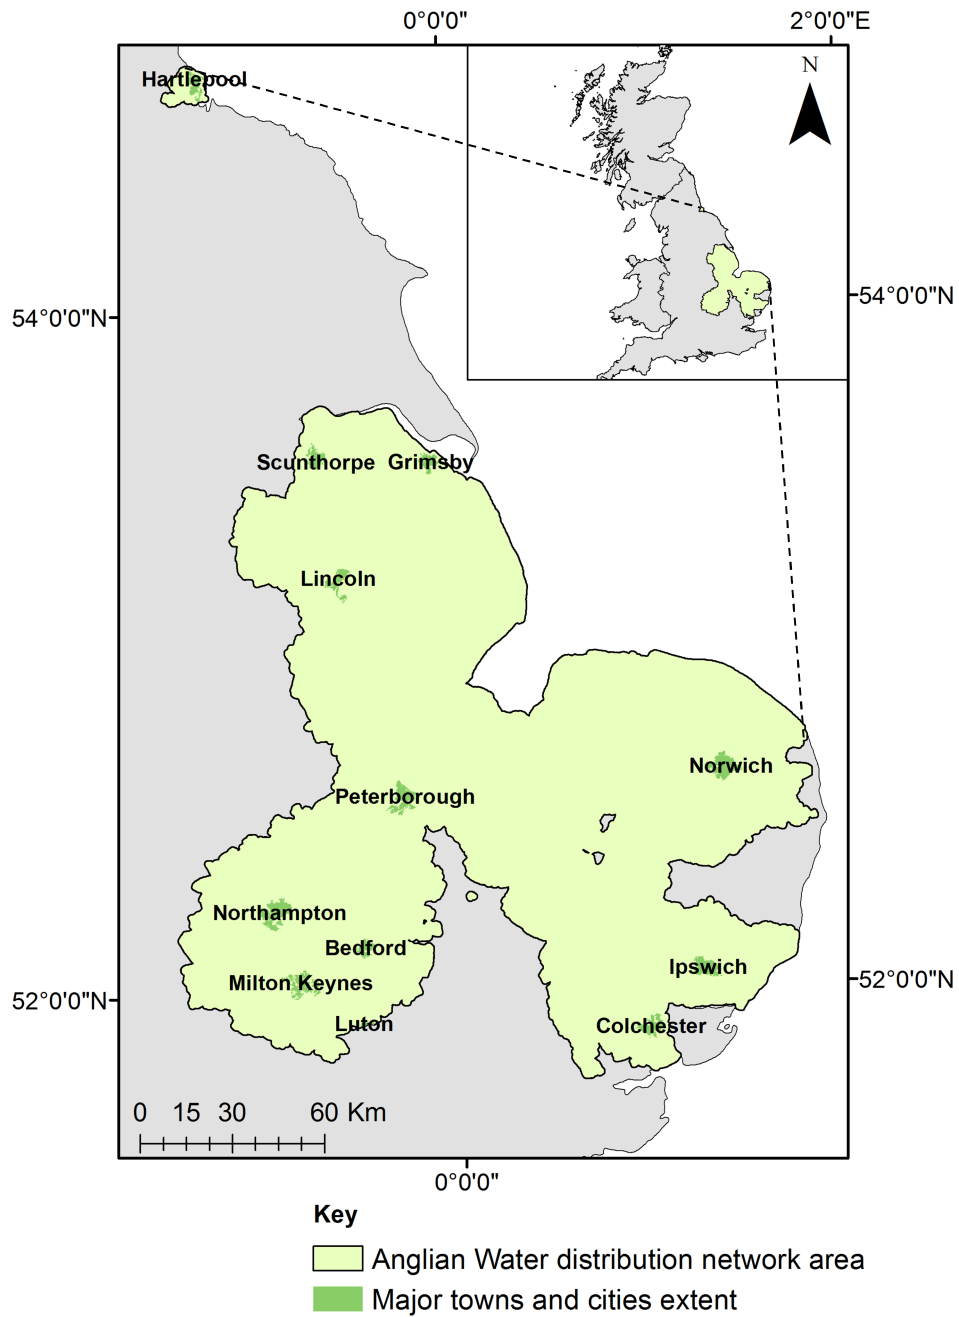 0°0'0" 2°0'0"E
Hartlepool
N
54°0'0"N
54°0'0"N
Scunthorpe Grimsby
Lincoln
Norwich
Peterborough
Northampton
Bedford
Ipswich
Milton Keynes
52°0'0"N
52°0'0"N
Luton
Colchester
0 15 30 60 Km
0°0'0"
Key
Anglian Water distribution network area
Major towns and cities extent